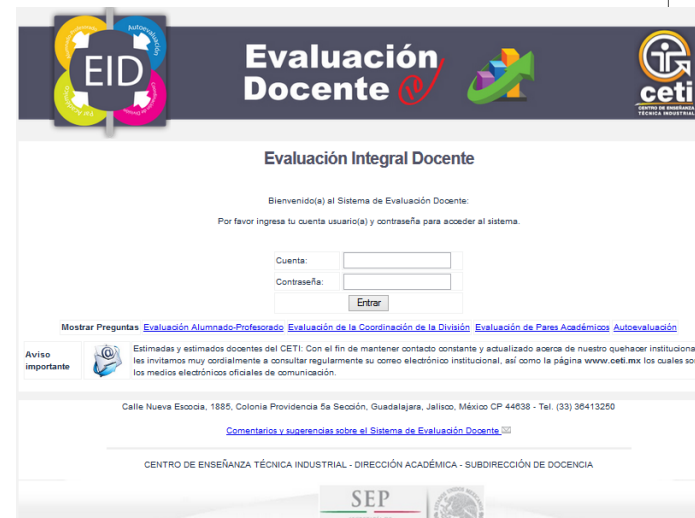 EID
Autoevaluación
Evaluación
Docente 10
ceti
CENTRO DE ENSEÑANZA
TÉCNICA INDUSTRIAL
Evaluación Integral Docente
Bienvenido(a) al Sistema de Evaluación Docente:
Por favor ingresa tu cuenta usuario(a) y contraseña para acceder al sistema.
Cuenta:
Contraseña:
Entrar
Mostrar Preguntas Evaluación Alumnado-Profesorado Evaluación de la Coordinación de la División Evaluación de Pares Académicos Autoevaluación
Aviso importante
Estimadas y estimados docentes del CETI: Con el fin de mantener contacto constante y actualizado acerca de nuestro quehacer instituciona
les invitamos muy cordialmente a consultar regularmente su correo electrónico institucional, así como la página www.ceti.mx los cuales so
los medios electrónicos oficiales de comunicación.
Calle Nueva Escocia, 1885, Colonia Providencia 5a Sección, Guadalajara, Jalisco, México CP 44638 - Tel. (33) 36413250
Comentarios y sugerencias sobre el Sistema de Evaluación Docente
CENTRO DE ENSEÑANZA TÉCNICA INDUSTRIAL - DIRECCIÓN ACADÉMICA - SUBDIRECCIÓN DE DOCENCIA
SEP